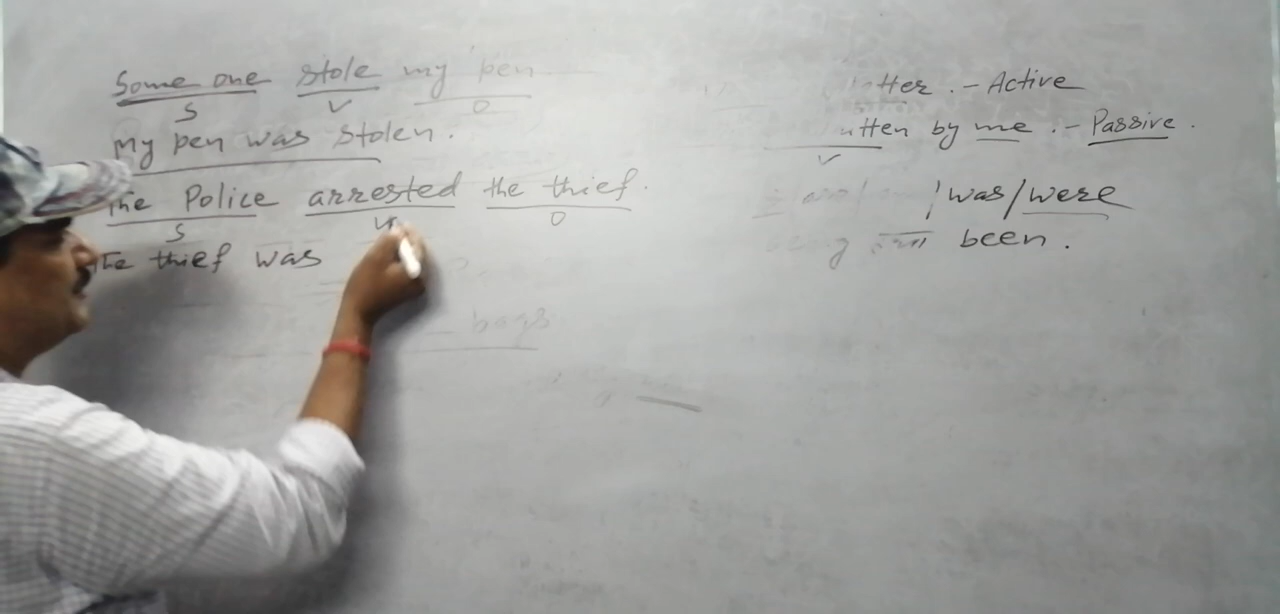 Some one stole my pen
S V O
My pen was stolen.
The Police arrested the thief.
S V O
The thief was
bags
tter. - Active
tten by me. - Passive.
V
/was/were
been.